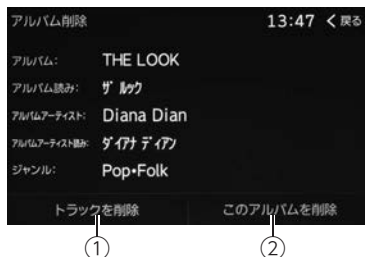 アルバム削除 13:47 く戻る
アルバム: THE LOOK
アルバム読み: ザ ルック
アルバムアーティスト: Diana Dian
アルバムアーティスト読み: ダイアナ ディアン
ジャンル: Pop•Folk
トラックを削除 このアルバムを削除
① ②